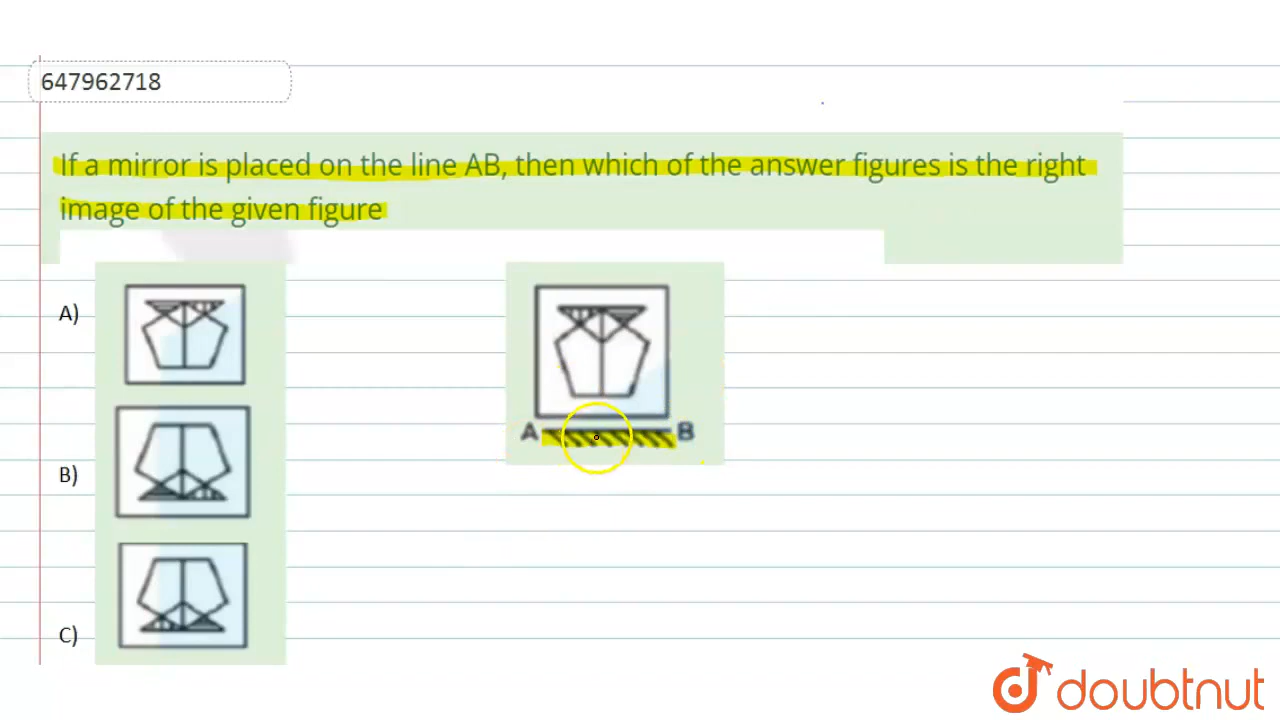 647962718
If a mirror is placed on the line AB, then which of the answer figures is the right
image of the given figure
A)
A B
B)
C)
doubtnut